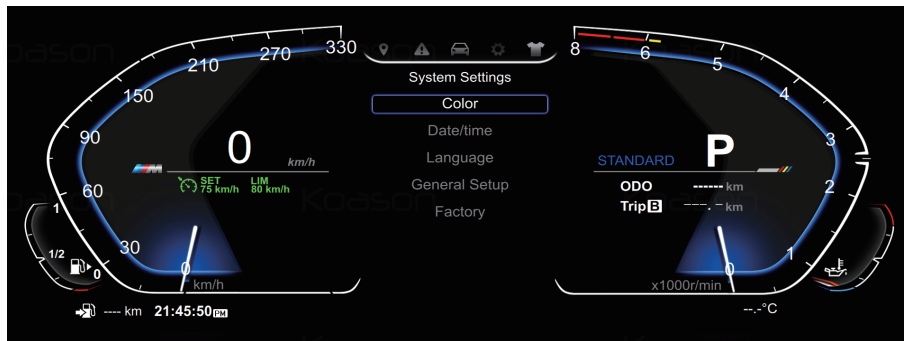 System Settings
Color
Date/time
Language
General Setup
Factory
330
270
210
150
90
60
30
0
km/h
0
km/h
SET
75 km/h
LIM
80 km/h
1
1/2
0
---- km
21:45:50 PM
8
6
5
4
3
2
1
0
x1000r/min
P
STANDARD
ODO ------ km
Trip B ---.- km
--.-°C
M
Koason
Koason